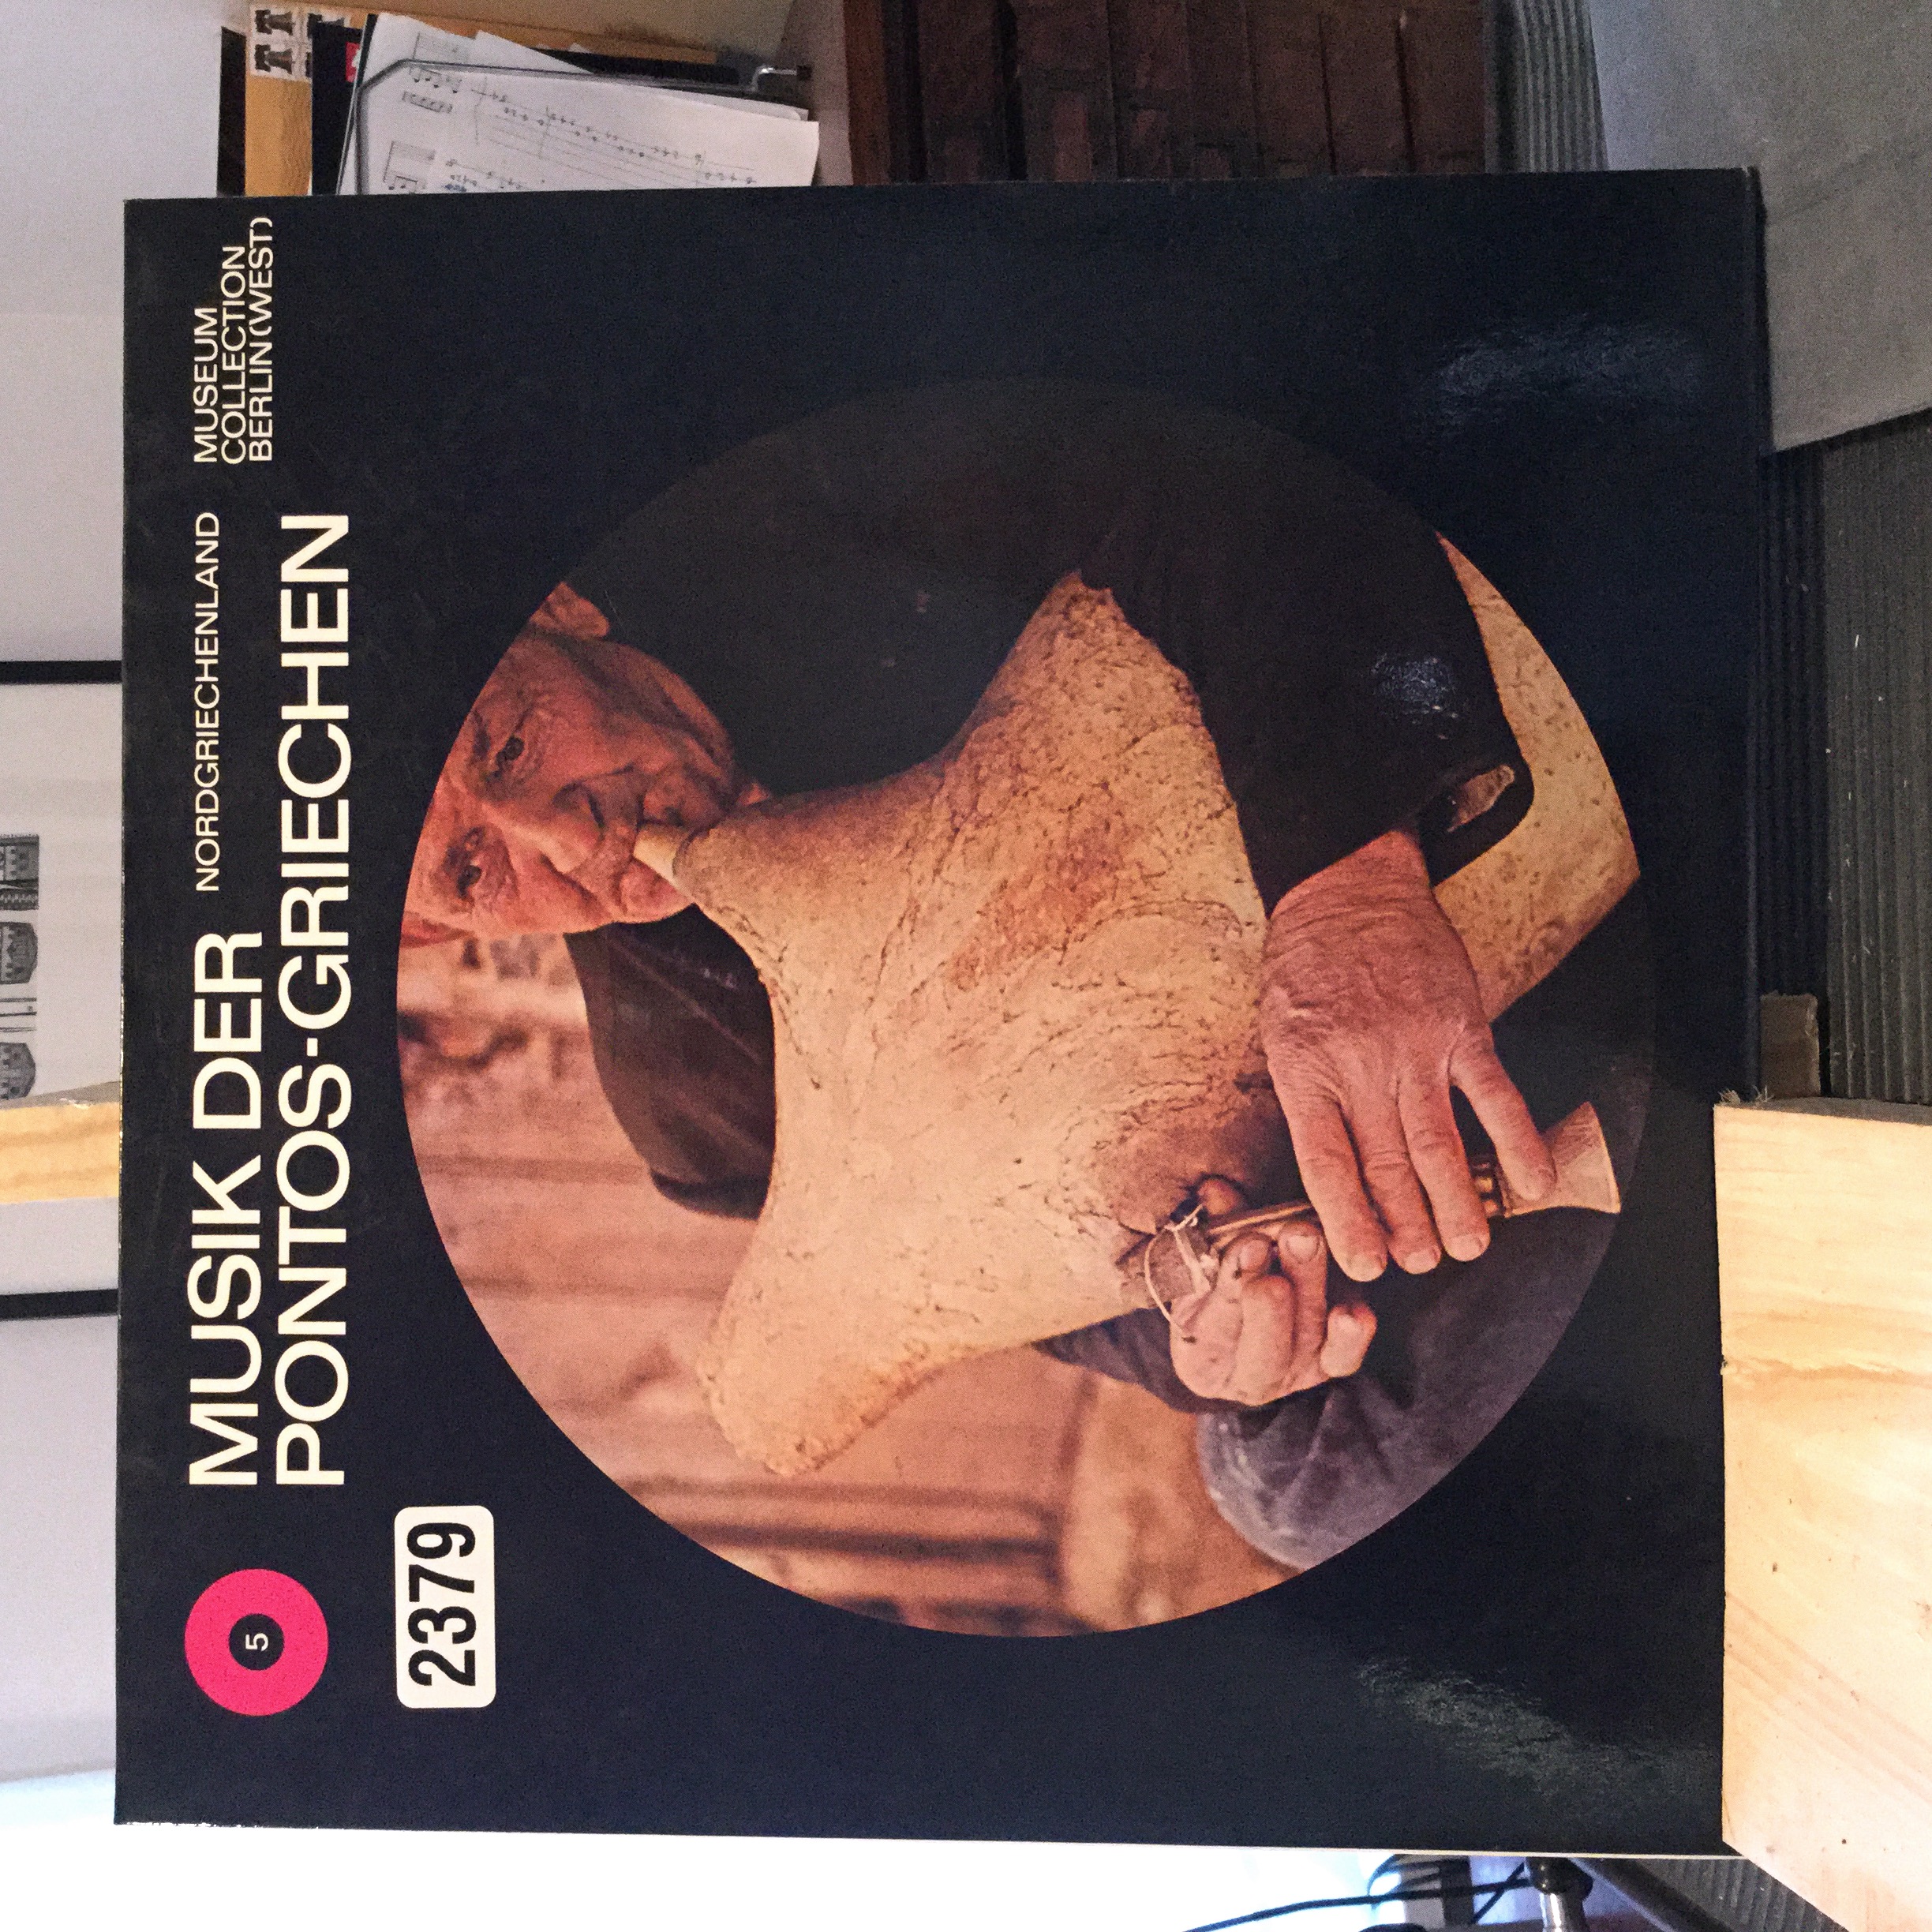 5
MUSIK DER
PONTOS-GRIECHEN
NORDGRIECHENLAND
MUSEUM
COLLECTION
BERLIN(WEST)
2379